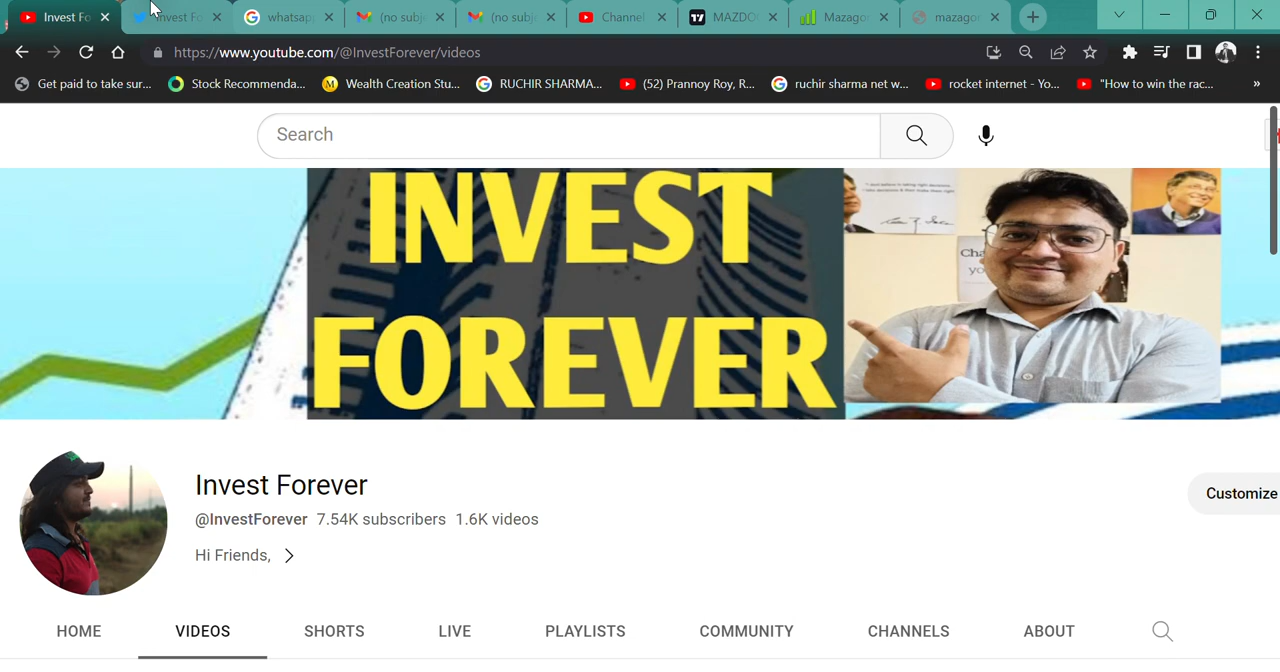 Invest Fo
Invest Fo
whatsap
(no subj
(no subj
Channel
MAZDO
Mazagon
mazagon
https://www.youtube.com/@InvestForever/videos
Get paid to take sur...
Stock Recommenda...
Wealth Creation Stu...
RUCHIR SHARMA...
(52) Prannoy Roy, R...
ruchir sharma net w...
rocket internet - Yo...
"How to win the rac...
»
Search
INVEST
FOREVER
Invest Forever
@InvestForever 7.54K subscribers 1.6K videos
Hi Friends,
Customize
HOME
VIDEOS
SHORTS
LIVE
PLAYLISTS
COMMUNITY
CHANNELS
ABOUT